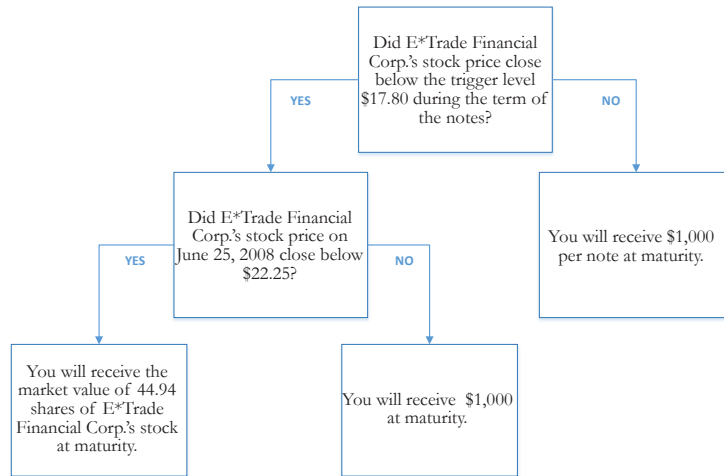 Did E*Trade Financial
Corp.'s stock price close
below the trigger level
$17.80 during the term of
the notes?
YES
NO
Did E*Trade Financial
Corp.'s stock price on
June 25, 2008 close below
$22.25?
You will receive $1,000
per note at maturity.
YES
NO
You will receive the
market value of 44.94
shares of E*Trade
Financial Corp.'s stock
at maturity.
You will receive $1,000
at maturity.